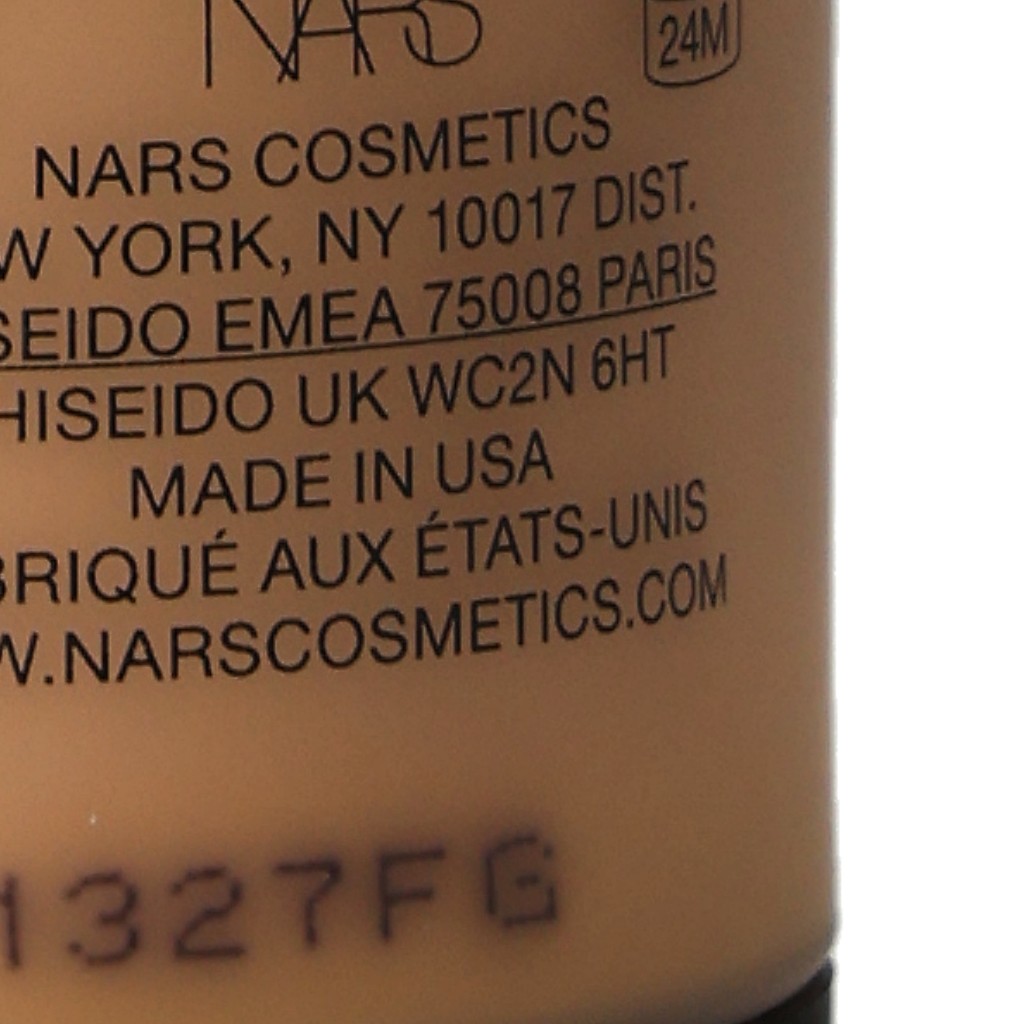 NARS
24M
NARS COSMETICS
W YORK, NY 10017 DIST.
SEIDO EMEA 75008 PARIS
HISEIDO UK WC2N 6HT
MADE IN USA
BRIQUÉ AUX ÉTATS-UNIS
W.NARSCOSMETICS.COM
1327FG